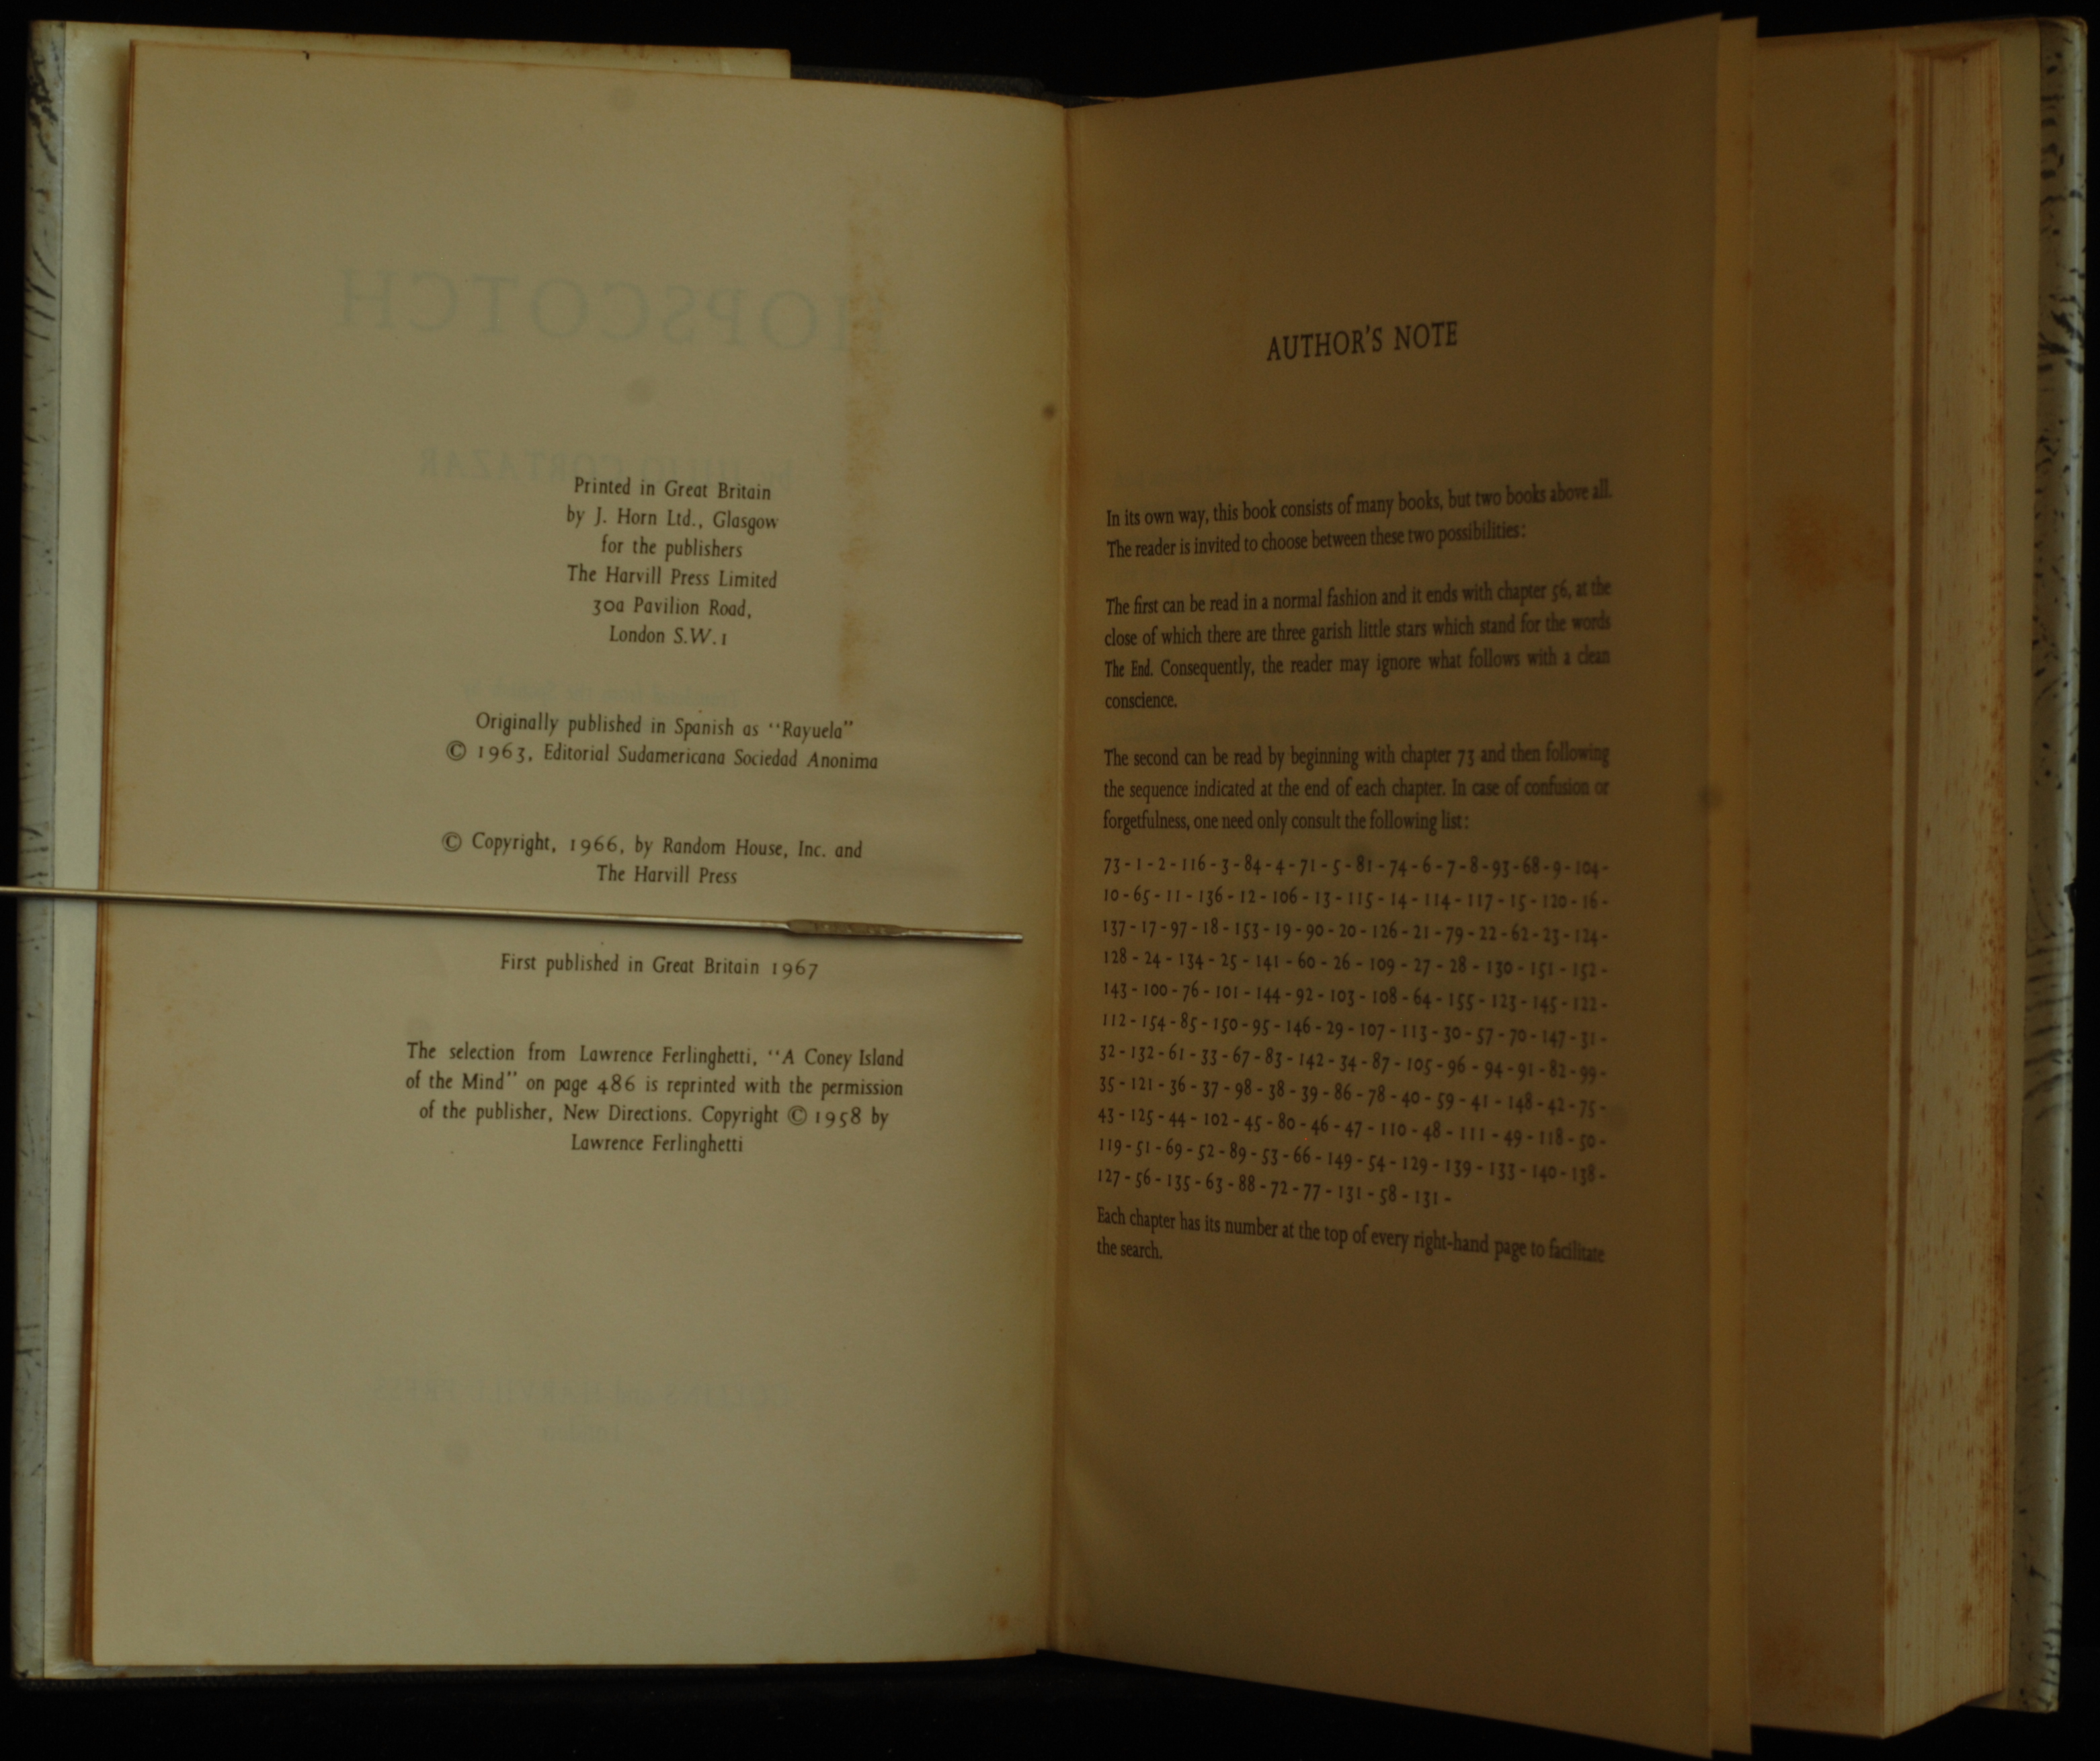 HOPSCOTCH
by JULIO CORTAZAR
Printed in Great Britain
by J. Horn Ltd., Glasgow
for the publishers
The Harvill Press Limited
30a Pavilion Road,
London S.W.1
Translated from the Spanish by
Originally published in Spanish as “Rayuela”
© 1963, Editorial Sudamericana Sociedad Anonima
© Copyright, 1966, by Random House, Inc. and
The Harvill Press
First published in Great Britain 1967
The selection from Lawrence Ferlinghetti, “A Coney Island
of the Mind” on page 486 is reprinted with the permission
of the publisher, New Directions. Copyright © 1958 by
Lawrence Ferlinghetti
COLLINS and HARVILL PRESS
London
AUTHOR'S NOTE
In its own way, this book consists of many books, but two books above all.
The reader is invited to choose between these two possibilities:
The first can be read in a normal fashion and it ends with chapter 56, at the
close of which there are three garish little stars which stand for the words
The End. Consequently, the reader may ignore what follows with a clean
conscience.
The second can be read by beginning with chapter 73 and then following
the sequence indicated at the end of each chapter. In case of confusion or
forgetfulness, one need only consult the following list:
73 - 1 - 2 - 116 - 3 - 84 - 4 - 71 - 5 - 81 - 74 - 6 - 7 - 8 - 93 - 68 - 9 - 104 -
10 - 65 - 11 - 136 - 12 - 106 - 13 - 115 - 14 - 114 - 117 - 15 - 120 - 16 -
137 - 17 - 97 - 18 - 153 - 19 - 90 - 20 - 126 - 21 - 79 - 22 - 62 - 23 - 124 -
128 - 24 - 134 - 25 - 141 - 60 - 26 - 109 - 27 - 28 - 130 - 151 - 152 -
143 - 100 - 76 - 101 - 144 - 92 - 103 - 108 - 64 - 155 - 123 - 145 - 122 -
112 - 154 - 85 - 150 - 95 - 146 - 29 - 107 - 113 - 30 - 57 - 70 - 147 - 31 -
32 - 132 - 61 - 33 - 67 - 83 - 142 - 34 - 87 - 105 - 96 - 94 - 91 - 82 - 99 -
35 - 121 - 36 - 37 - 98 - 38 - 39 - 86 - 78 - 40 - 59 - 41 - 148 - 42 - 75 -
43 - 125 - 44 - 102 - 45 - 80 - 46 - 47 - 110 - 48 - 111 - 49 - 118 - 50 -
119 - 51 - 69 - 52 - 89 - 53 - 66 - 149 - 54 - 129 - 139 - 133 - 140 - 138 -
127 - 56 - 135 - 63 - 88 - 72 - 77 - 131 - 58 - 131 -
Each chapter has its number at the top of every right-hand page to facilitate
the search.